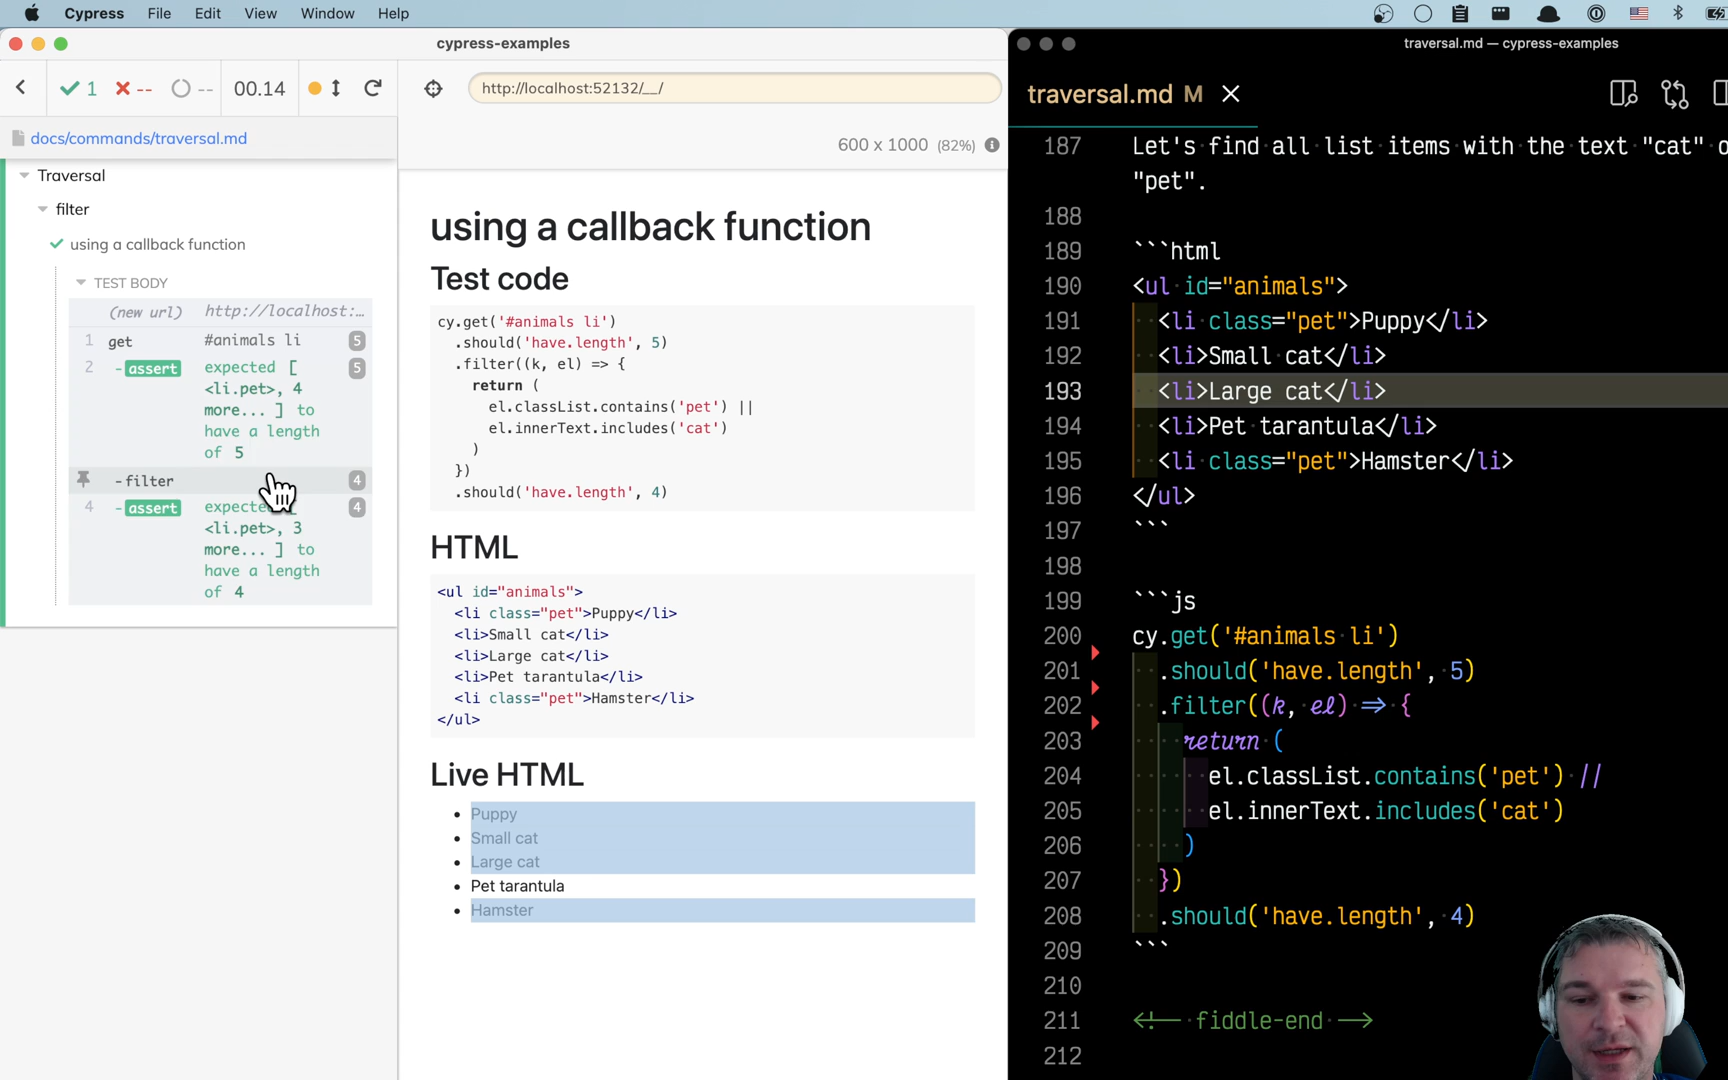 Cypress File Edit View Window Help
cypress-examples
1 -- -- 00.14
http://localhost:52132/__/
docs/commands/traversal.md
600 x 1000 (82%)
Traversal
filter
using a callback function
TEST BODY
(new url) http://localhost:…
1 get #animals li 5
2 -assert expected [ 5
<li.pet>, 4
more... ] to
have a length
of 5
-filter 4
4 -assert expected [ 4
<li.pet>, 3
more... ] to
have a length
of 4
using a callback function
Test code
cy.get('#animals li')
.should('have.length', 5)
.filter((k, el) => {
return (
el.classList.contains('pet') ||
el.innerText.includes('cat')
)
})
.should('have.length', 4)
HTML
<ul id="animals">
<li class="pet">Puppy</li>
<li>Small cat</li>
<li>Large cat</li>
<li>Pet tarantula</li>
<li class="pet">Hamster</li>
</ul>
Live HTML
• Puppy
• Small cat
• Large cat
• Pet tarantula
• Hamster
traversal.md — cypress-examples
traversal.md M
187 Let's find all list items with the text "cat" o
"pet".
188
189 ```html
190 <ul id="animals">
191 <li class="pet">Puppy</li>
192 <li>Small cat</li>
193 <li>Large cat</li>
194 <li>Pet tarantula</li>
195 <li class="pet">Hamster</li>
196 </ul>
197 ```
198
199 ```js
200 cy.get('#animals li')
201 .should('have.length', 5)
202 .filter((k, el) => {
203 return (
204 el.classList.contains('pet') ||
205 el.innerText.includes('cat')
206 )
207 })
208 .should('have.length', 4)
209 ```
210
211 <!-- fiddle-end -->
212